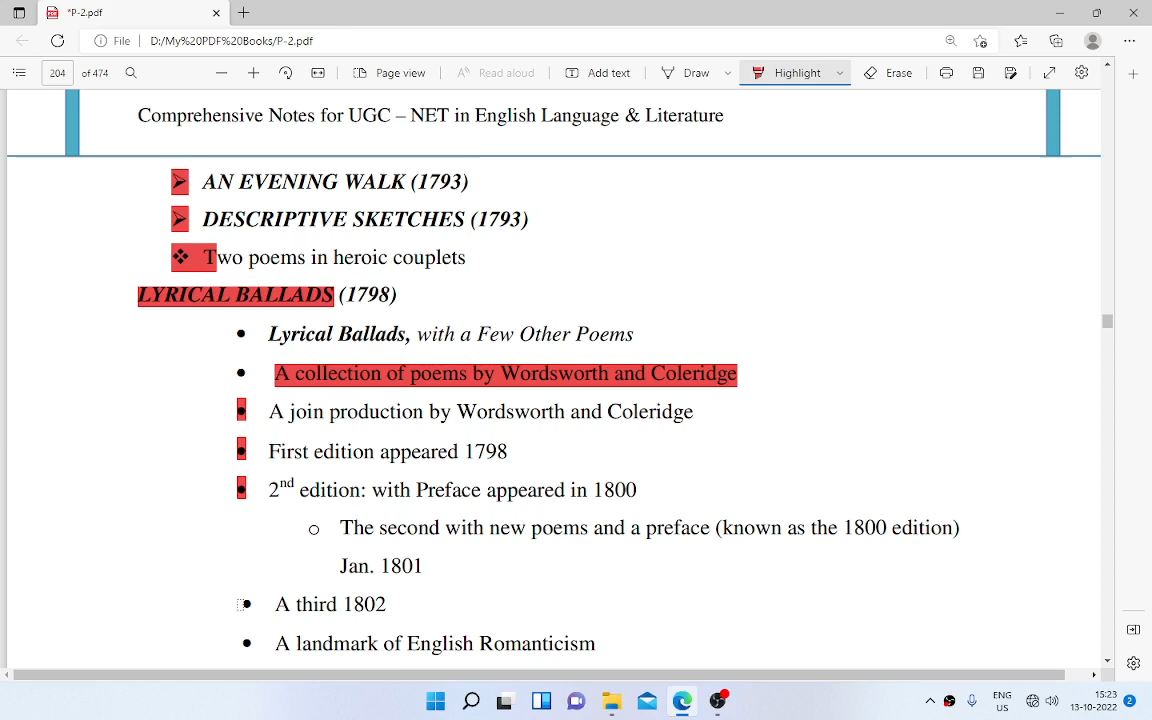 *P-2.pdf
File D:/My%20PDF%20Books/P-2.pdf
204 of 474 Page view Read aloud Add text Draw Highlight Erase
Comprehensive Notes for UGC – NET in English Language & Literature
➢ AN EVENING WALK (1793)
➢ DESCRIPTIVE SKETCHES (1793)
❖ Two poems in heroic couplets
LYRICAL BALLADS (1798)
• Lyrical Ballads, with a Few Other Poems
• A collection of poems by Wordsworth and Coleridge
• A join production by Wordsworth and Coleridge
• First edition appeared 1798
• 2nd edition: with Preface appeared in 1800
o The second with new poems and a preface (known as the 1800 edition)
Jan. 1801
• A third 1802
• A landmark of English Romanticism
ENG
US
15:23
13-10-2022
2